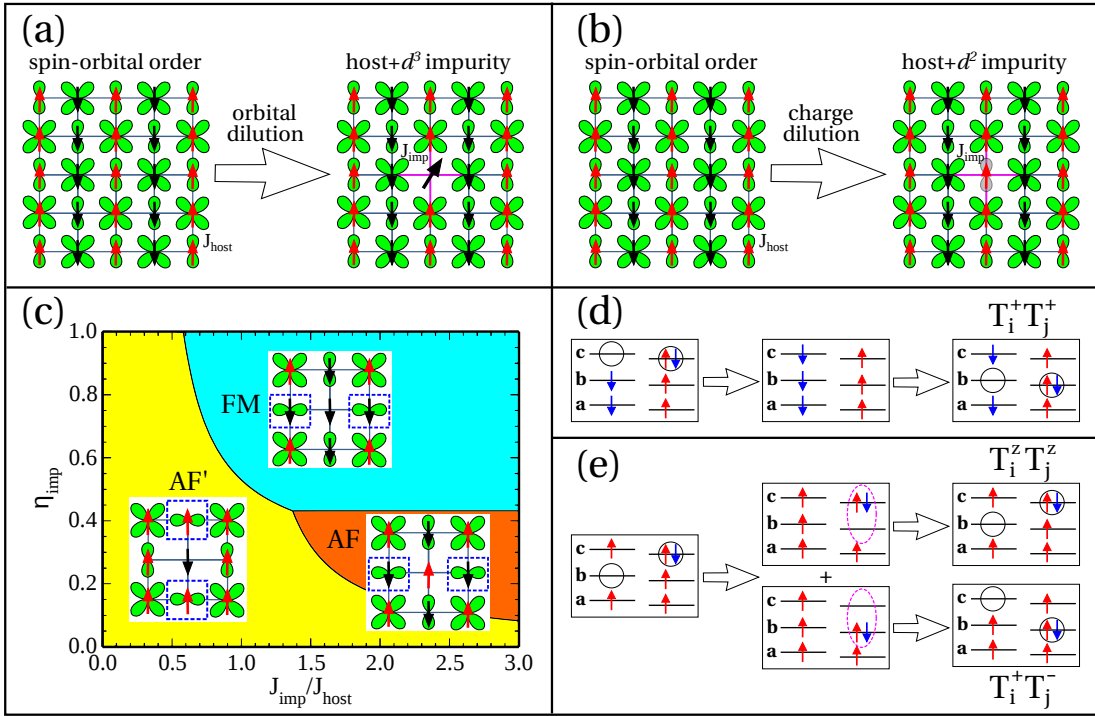 (a)
spin-orbital order
host+d³ impurity
orbital
dilution
J_imp
J_host
(b)
spin-orbital order
host+d² impurity
charge
dilution
J_imp
J_host
(c)
η_imp
1.0
0.8
0.6
0.4
0.2
0.0
FM
AF'
AF
0.0 0.5 1.0 1.5 2.0 2.5 3.0
J_imp/J_host
(d)
T_i^+T_j^+
c
b
a
c
b
a
c
b
a
(e)
T_i^zT_j^z
c
b
a
c
b
a
c
b
a
+
c
b
a
c
b
a
T_i^+T_j^-